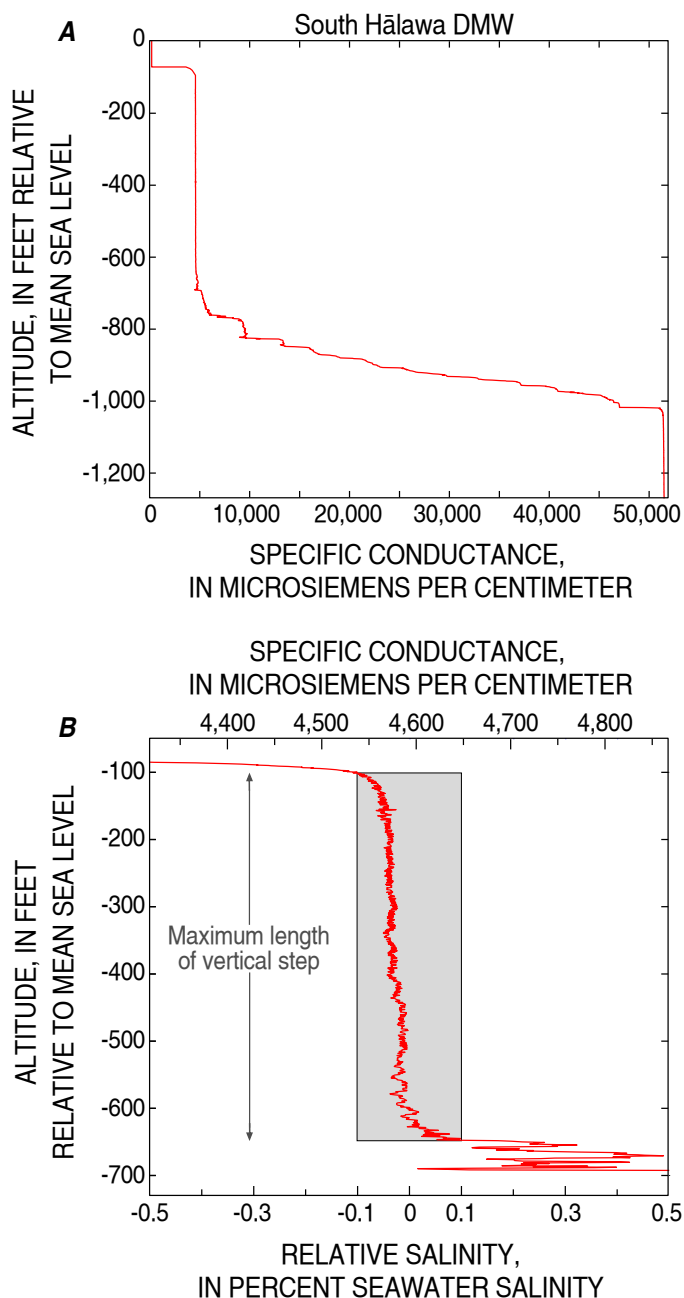 A
South Hālawa DMW
0
-200
-400
-600
-800
-1,000
-1,200
ALTITUDE, IN FEET RELATIVE
TO MEAN SEA LEVEL
0 10,000 20,000 30,000 40,000 50,000
SPECIFIC CONDUCTANCE,
IN MICROSIEMENS PER CENTIMETER
SPECIFIC CONDUCTANCE,
IN MICROSIEMENS PER CENTIMETER
B
4,400 4,500 4,600 4,700 4,800
-100
-200
-300
-400
-500
-600
-700
ALTITUDE, IN FEET
RELATIVE TO MEAN SEA LEVEL
Maximum length
of vertical step
-0.5 -0.3 -0.1 0 0.1 0.3 0.5
RELATIVE SALINITY,
IN PERCENT SEAWATER SALINITY